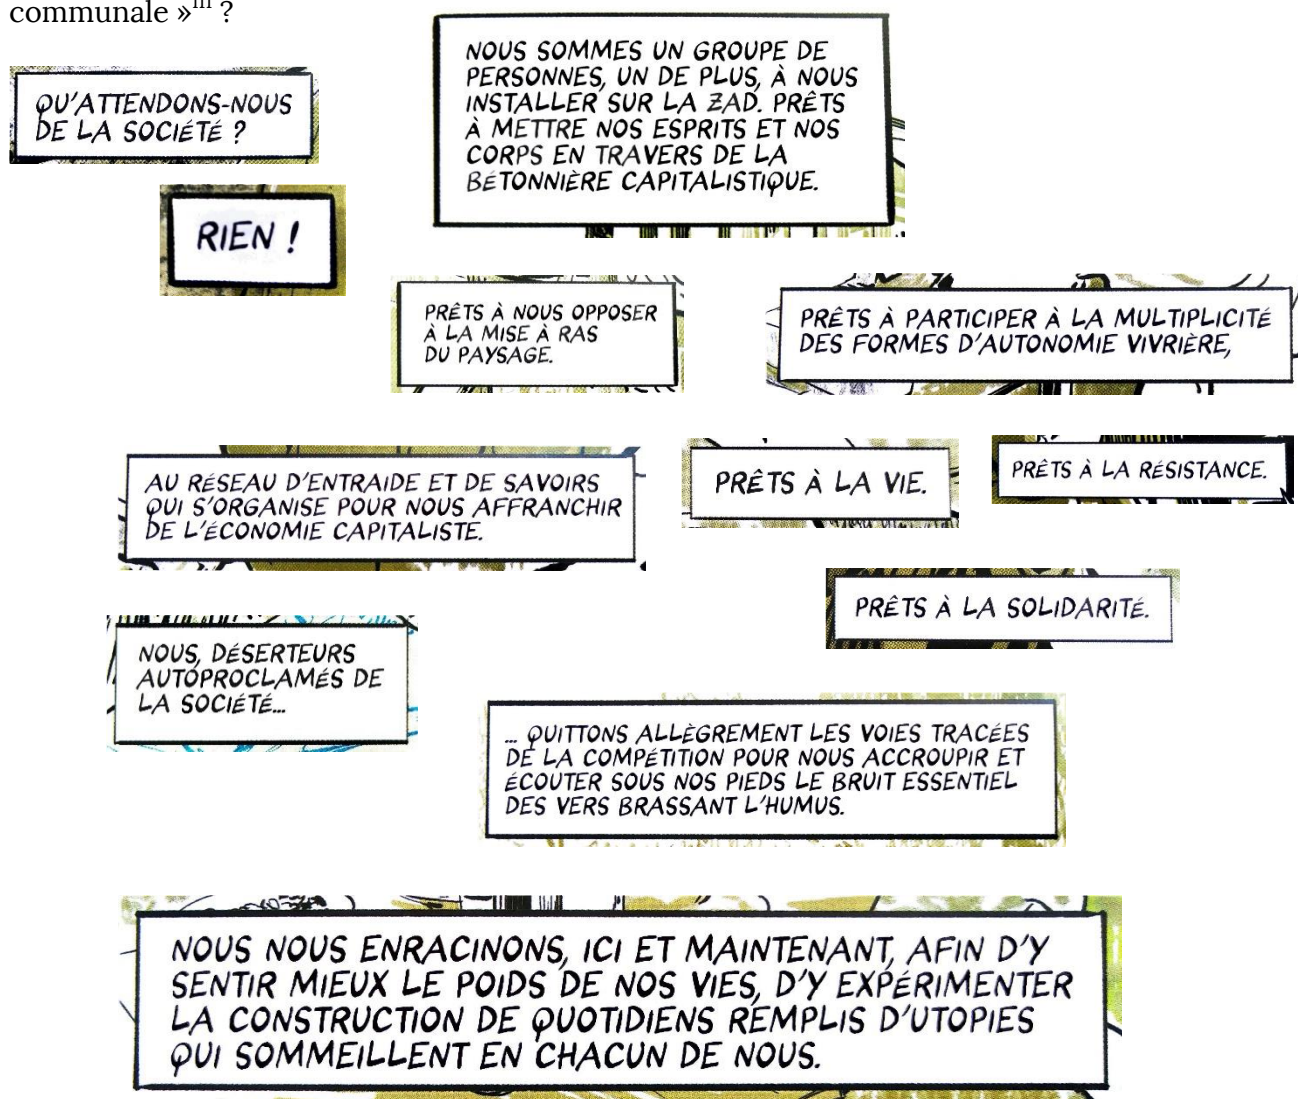 communale »iii ?
QU'ATTENDONS-NOUS
DE LA SOCIÉTÉ ?
RIEN !
NOUS SOMMES UN GROUPE DE
PERSONNES, UN DE PLUS, À NOUS
INSTALLER SUR LA ZAD. PRÊTS
À METTRE NOS ESPRITS ET NOS
CORPS EN TRAVERS DE LA
BÉTONNIÈRE CAPITALISTIQUE.
PRÊTS À NOUS OPPOSER
À LA MISE À RAS
DU PAYSAGE.
PRÊTS À PARTICIPER À LA MULTIPLICITÉ
DES FORMES D'AUTONOMIE VIVRIÈRE,
AU RÉSEAU D'ENTRAIDE ET DE SAVOIRS
QUI S'ORGANISE POUR NOUS AFFRANCHIR
DE L'ÉCONOMIE CAPITALISTE.
PRÊTS À LA VIE.
PRÊTS À LA RÉSISTANCE.
PRÊTS À LA SOLIDARITÉ.
NOUS, DÉSERTEURS
AUTOPROCLAMÉS DE
LA SOCIÉTÉ...
... QUITTONS ALLÈGREMENT LES VOIES TRACÉES
DE LA COMPÉTITION POUR NOUS ACCROUPIR ET
ÉCOUTER SOUS NOS PIEDS LE BRUIT ESSENTIEL
DES VERS BRASSANT L'HUMUS.
NOUS NOUS ENRACINONS, ICI ET MAINTENANT, AFIN D'Y
SENTIR MIEUX LE POIDS DE NOS VIES, D'Y EXPÉRIMENTER
LA CONSTRUCTION DE QUOTIDIENS REMPLIS D'UTOPIES
QUI SOMMEILLENT EN CHACUN DE NOUS.